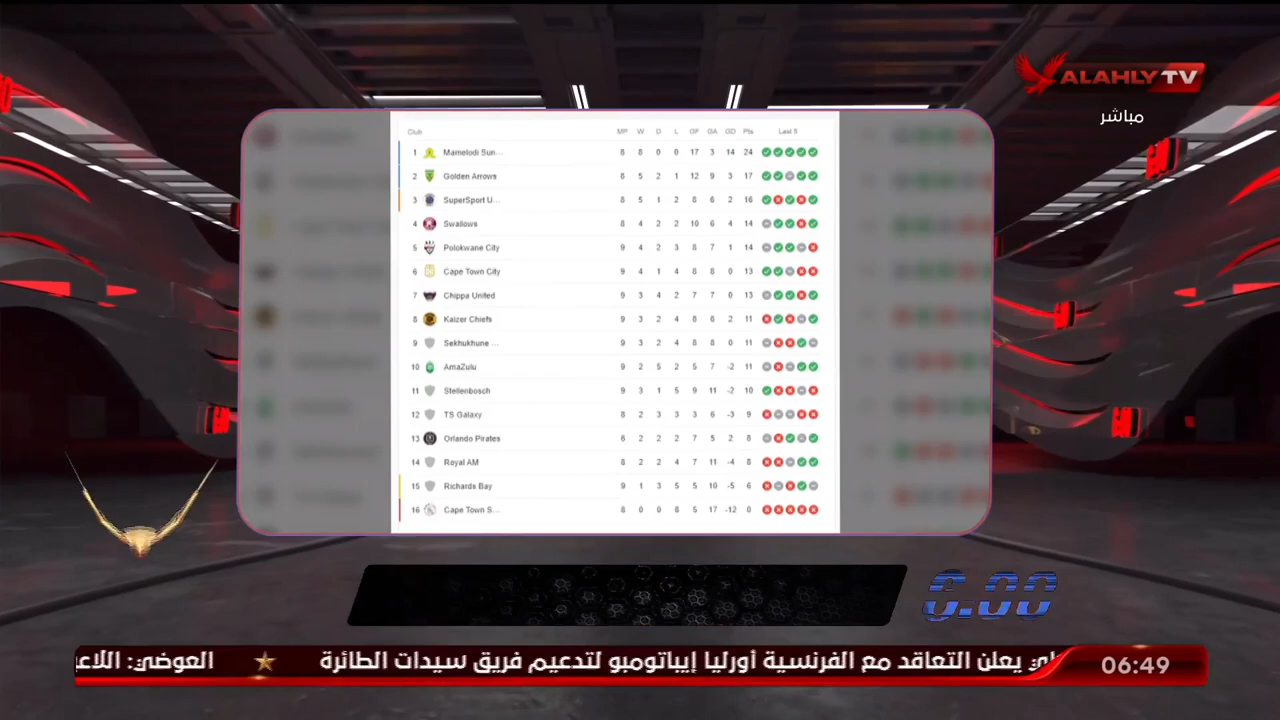 ALAHLY TV
مباشر
Club MP W D L GF GA GD Pts Last 5
1 Mamelodi Sun... 8 8 0 0 17 3 14 24
2 Golden Arrows 8 5 2 1 12 9 3 17
3 SuperSport U... 8 5 1 2 8 6 2 16
4 Swallows 8 4 2 2 10 6 4 14
5 Polokwane City 9 4 2 3 8 7 1 14
6 Cape Town City 9 4 1 4 8 8 0 13
7 Chippa United 9 3 4 2 7 7 0 13
8 Kaizer Chiefs 9 3 2 4 8 6 2 11
9 Sekhukhune ... 9 3 2 4 8 8 0 11
10 AmaZulu 9 2 5 2 5 7 -2 11
11 Stellenbosch 9 3 1 5 9 11 -2 10
12 TS Galaxy 8 2 3 3 3 6 -3 9
13 Orlando Pirates 6 2 2 2 7 5 2 8
14 Royal AM 8 2 2 4 7 11 -4 8
15 Richards Bay 9 1 3 5 5 10 -5 6
16 Cape Town S... 8 0 0 8 5 17 -12 0
6:00
يعلن التعاقد مع الفرنسية أورليا إيباتومبو لتدعيم فريق سيدات الطائرة ★ العوضي:
06:49